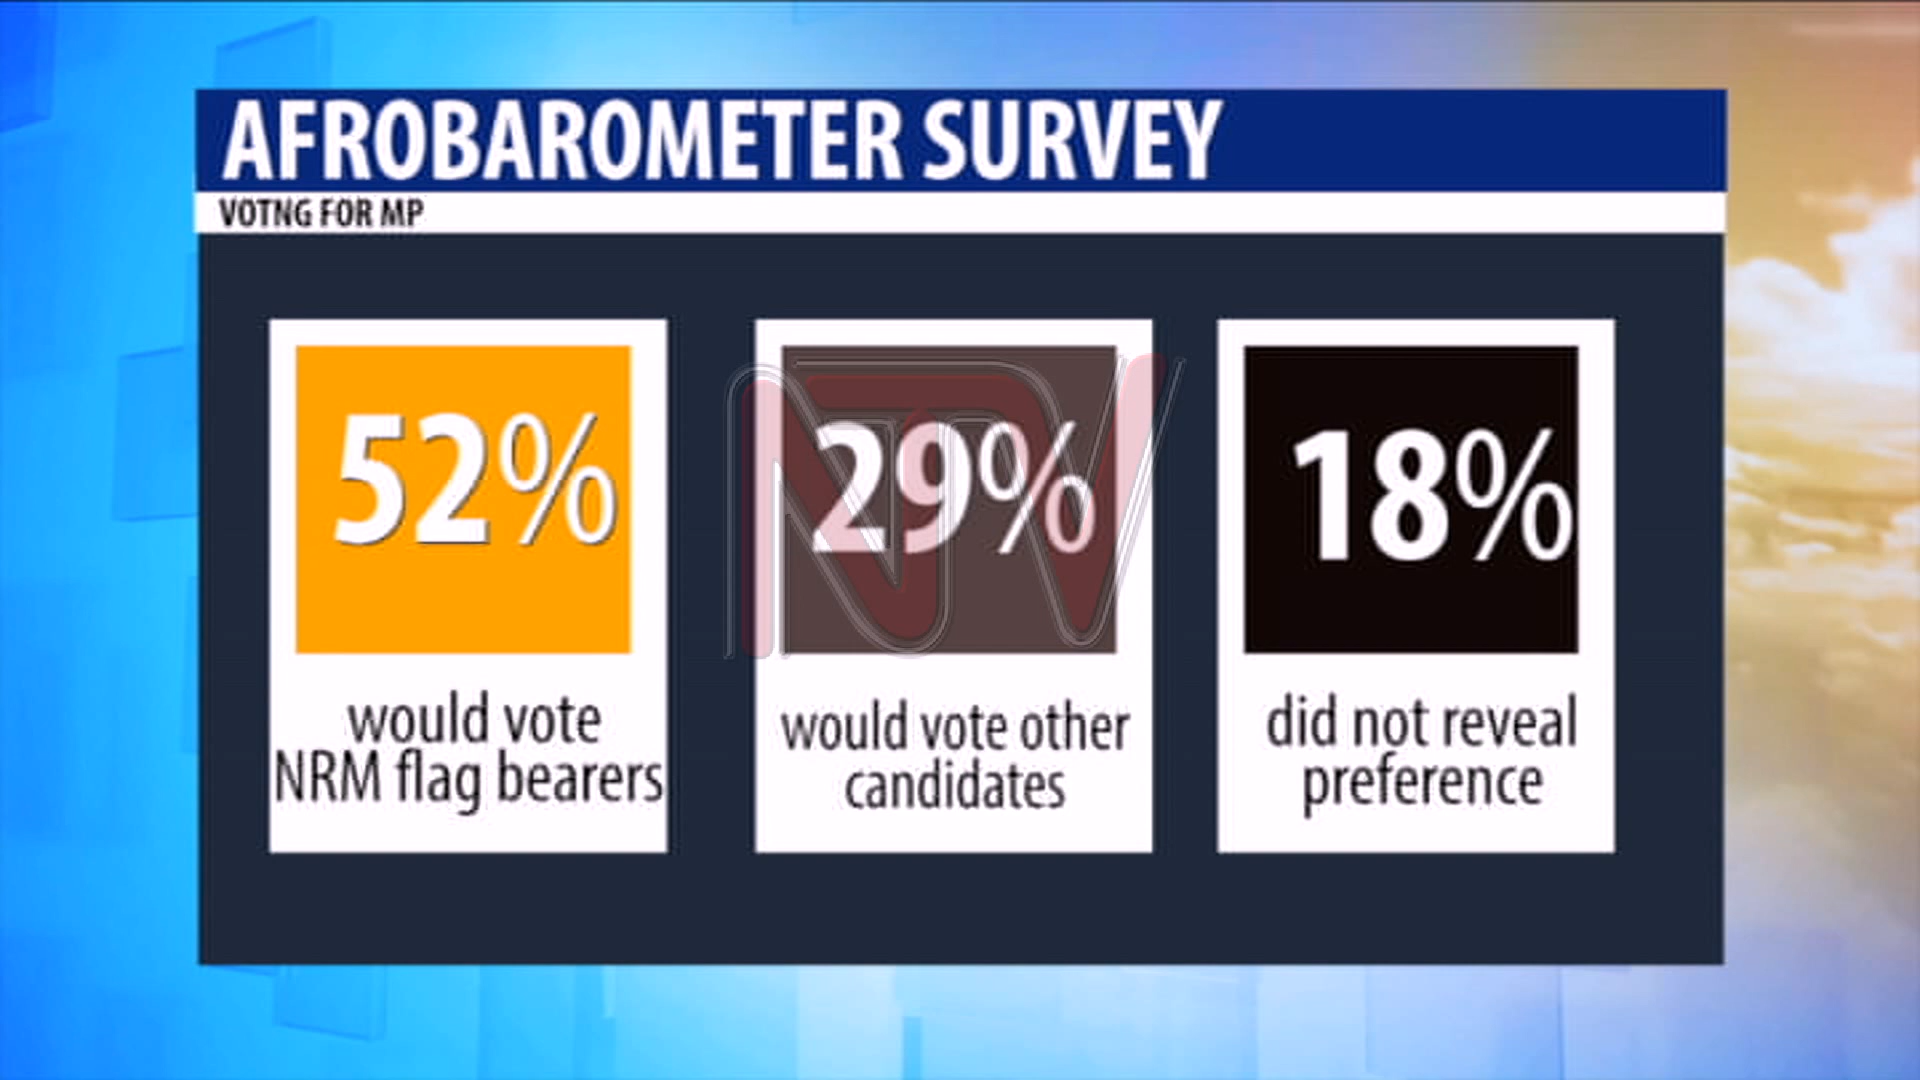 AFROBAROMETER SURVEY
VOTNG FOR MP
52%
would vote
NRM flag bearers
29%
would vote other
candidates
18%
did not reveal
preference
NTV